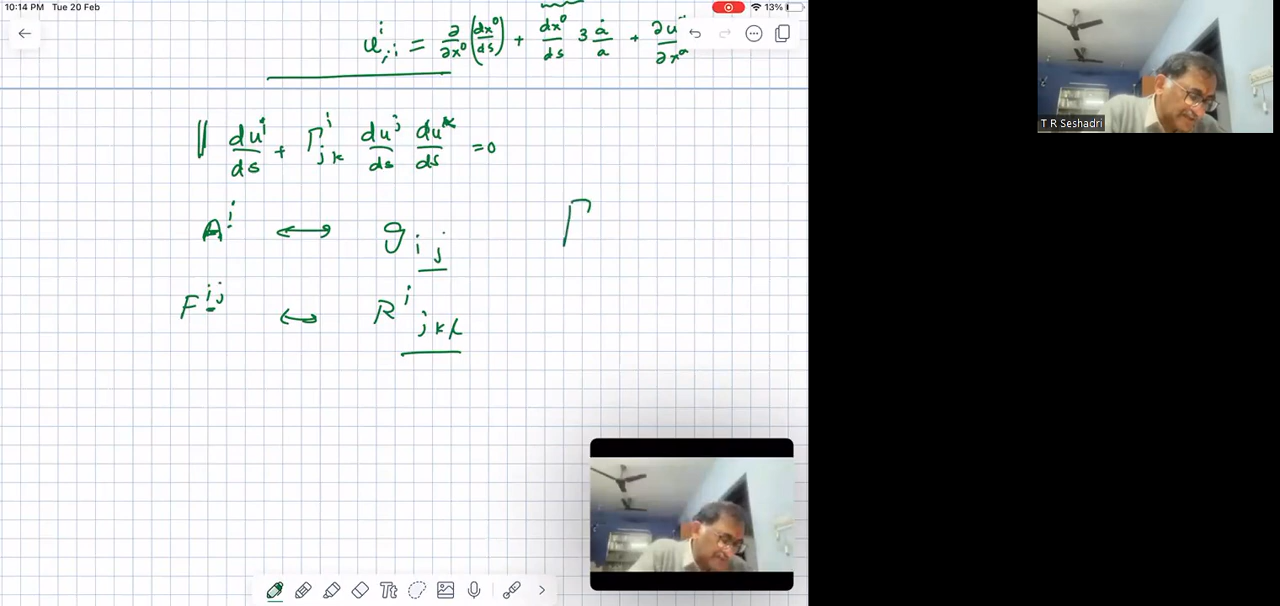 10:14 PM Tue 20 Feb 13%
u^i_{;i} = ∂/∂x^0 (dx^0/ds) + dx^0/ds 3 ȧ/a + ∂u/∂x^α
du^i/ds + Γ^i_{jk} du^j/ds du^k/ds = 0
A^i ↔ g_{ij} Γ
F^{ij} ↔ R^i_{jkl}
T R Seshadri
Tt